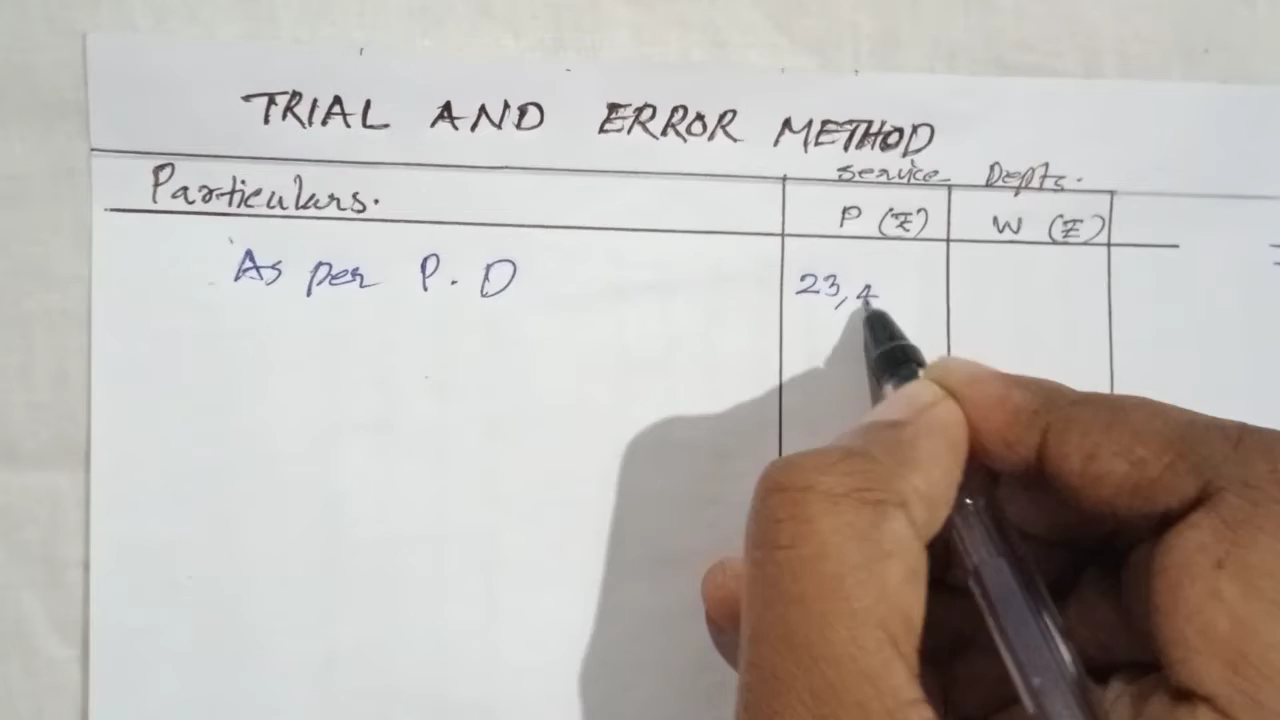 TRIAL AND ERROR METHOD
Service Depts.
Particulars. P (₹) W (₹)
As per P. D 23,4